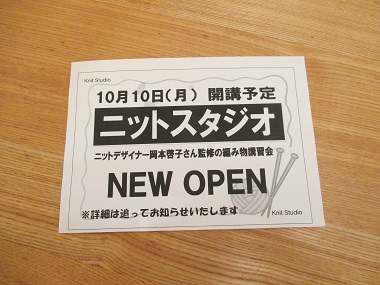 Knit Studio
10月10日(月) 開講予定
ニットスタジオ
ニットデザイナー岡本啓子さん監修の編み物講習会
NEW OPEN
※詳細は追ってお知らせいたします
Knit Studio